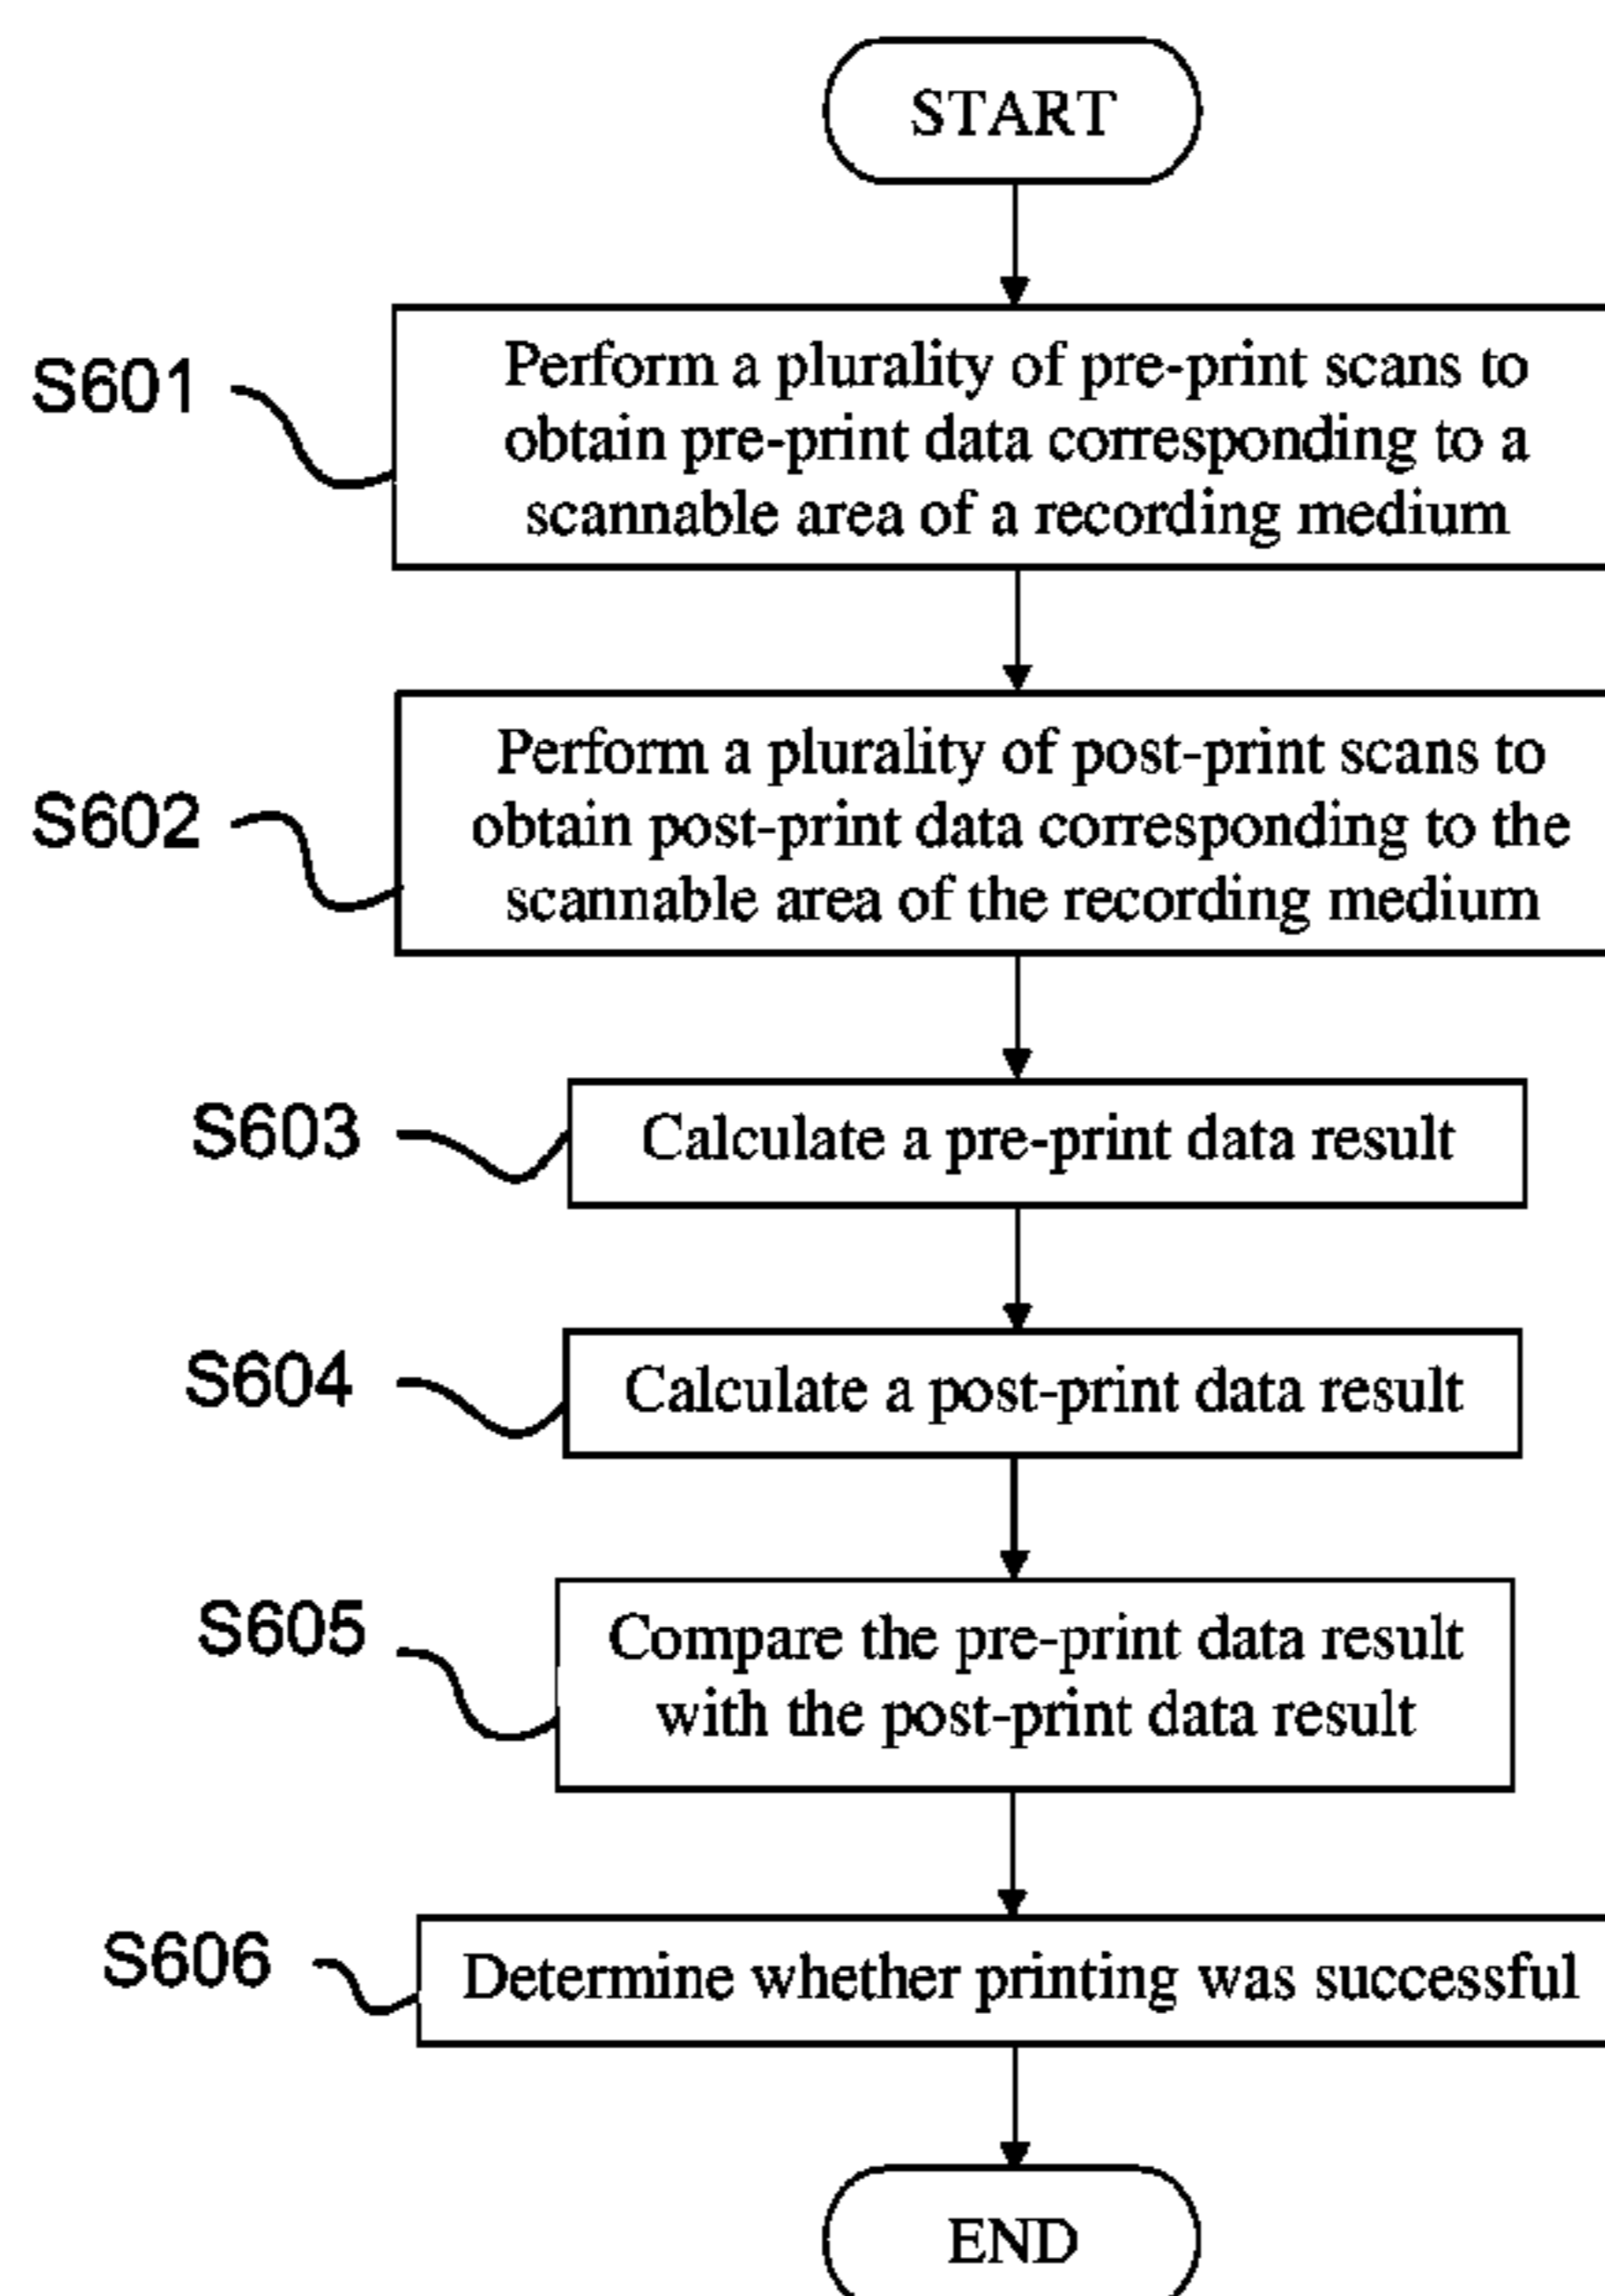 START
S601
Perform a plurality of pre-print scans to
obtain pre-print data corresponding to a
scannable area of a recording medium
S602
Perform a plurality of post-print scans to
obtain post-print data corresponding to the
scannable area of the recording medium
S603
Calculate a pre-print data result
S604
Calculate a post-print data result
S605
Compare the pre-print data result
with the post-print data result
S606
Determine whether printing was successful
END